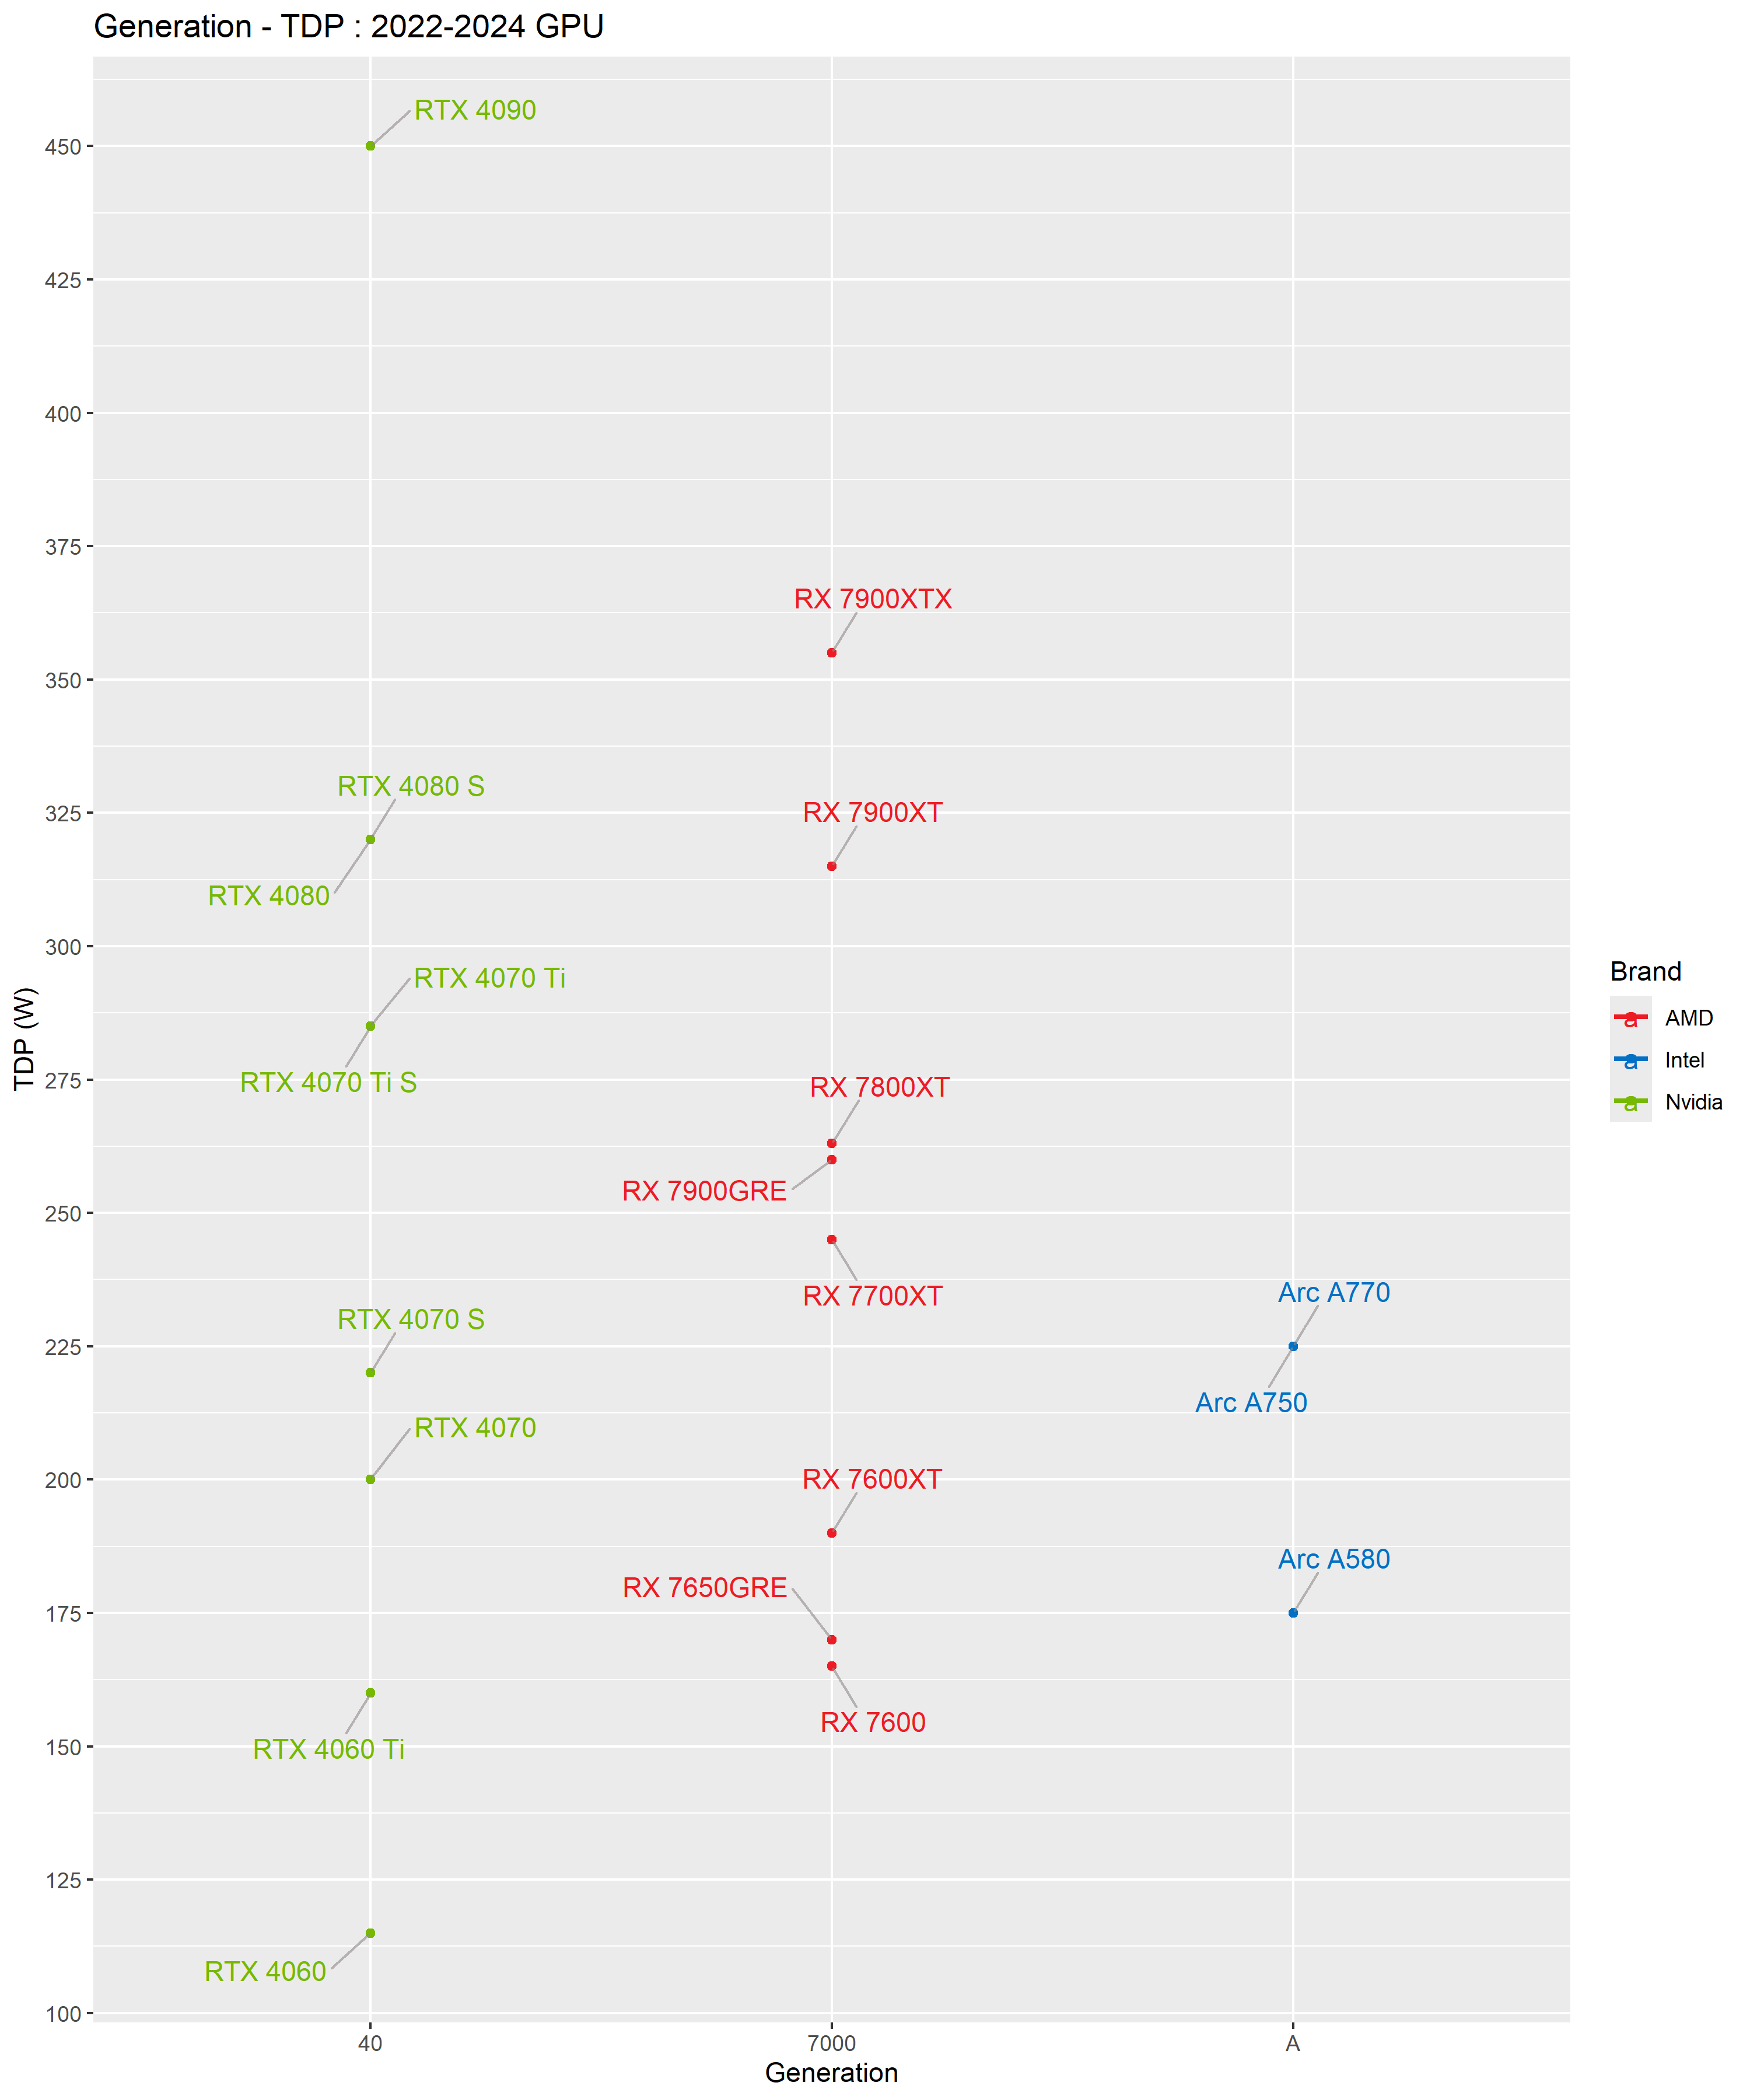 Generation - TDP : 2022-2024 GPU
RTX 4090
450
425
400
375
RX 7900XTX
350
RTX 4080 S
325
RX 7900XT
RTX 4080
300
RTX 4070 Ti
TDP (W)
Brand
AMD
Intel
Nvidia
RTX 4070 Ti S
275
RX 7800XT
RX 7900GRE
250
RX 7700XT
Arc A770
RTX 4070 S
225
Arc A750
RTX 4070
200
RX 7600XT
Arc A580
RX 7650GRE
175
RX 7600
RTX 4060 Ti
150
125
RTX 4060
100
40
7000
A
Generation